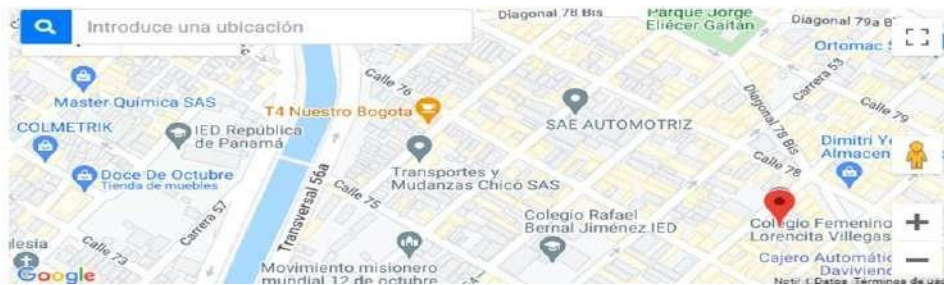 Introduce una ubicación
Diagonal 78 Bis
Parque Jorge
Eliécer Gaitán
Diagonal 79a Bis
Ortomac
Calle 76
Carrera 53
Calle 79
Master Química SAS
T4 Nuestro Bogota
SAE AUTOMOTRIZ
Diagonal 78 Bis
COLMETRIK
IED República
de Panamá
Dimitri
Almacen
Transportes y
Mudanzas Chicó SAS
Calle 78
Doce De Octubre
Tienda de muebles
Transversal 56a
Calle 75
Carrera 57
Colegio Rafael
Bernal Jiménez IED
Colegio Femenino
Lorencita Villegas
Calle 73
Cajero Automátic
Daviviend
Movimiento misionero
mundial 12 de octubre
Google
Términos de uso